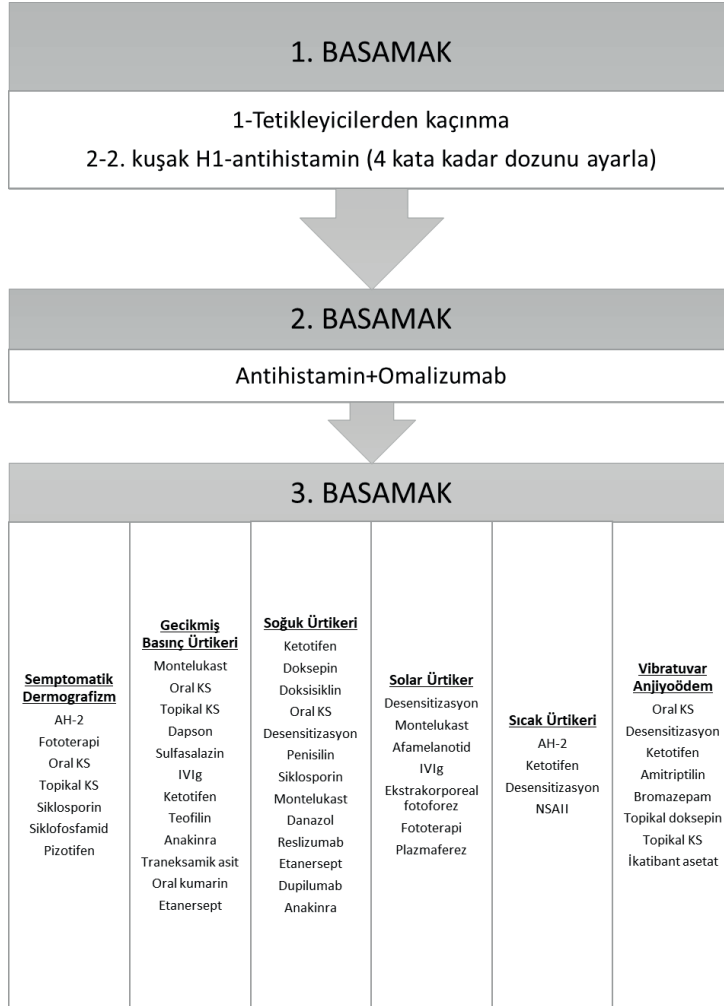 1. BASAMAK
1-Tetikleyicilerden kaçınma
2-2. kuşak H1-antihistamin (4 kata kadar dozunu ayarla)
2. BASAMAK
Antihistamin+Omalizumab
3. BASAMAK
Semptomatik
Dermografizm
AH-2
Fototerapi
Oral KS
Topikal KS
Siklosporin
Siklofosfamid
Pizotifen
Gecikmiş
Basınç Ürtikeri
Montelukast
Oral KS
Topikal KS
Dapson
Sulfasalazin
IVIg
Ketotifen
Teofilin
Anakinra
Traneksamik asit
Oral kumarin
Etanersept
Soğuk Ürtikeri
Ketotifen
Doksepin
Doksisiklin
Oral KS
Desensitizasyon
Penisilin
Siklosporin
Montelukast
Danazol
Reslizumab
Etanersept
Dupilumab
Anakinra
Solar Ürtiker
Desensitizasyon
Montelukast
Afamelanotid
IVIg
Ekstrakorporeal
fotoforez
Fototerapi
Plazmaferez
Sıcak Ürtikeri
AH-2
Ketotifen
Desensitizasyon
NSAII
Vibratuvar
Anjiyoödem
Oral KS
Desensitizasyon
Ketotifen
Amitriptilin
Bromazepam
Topikal doksepin
Topikal KS
İkatibant asetat